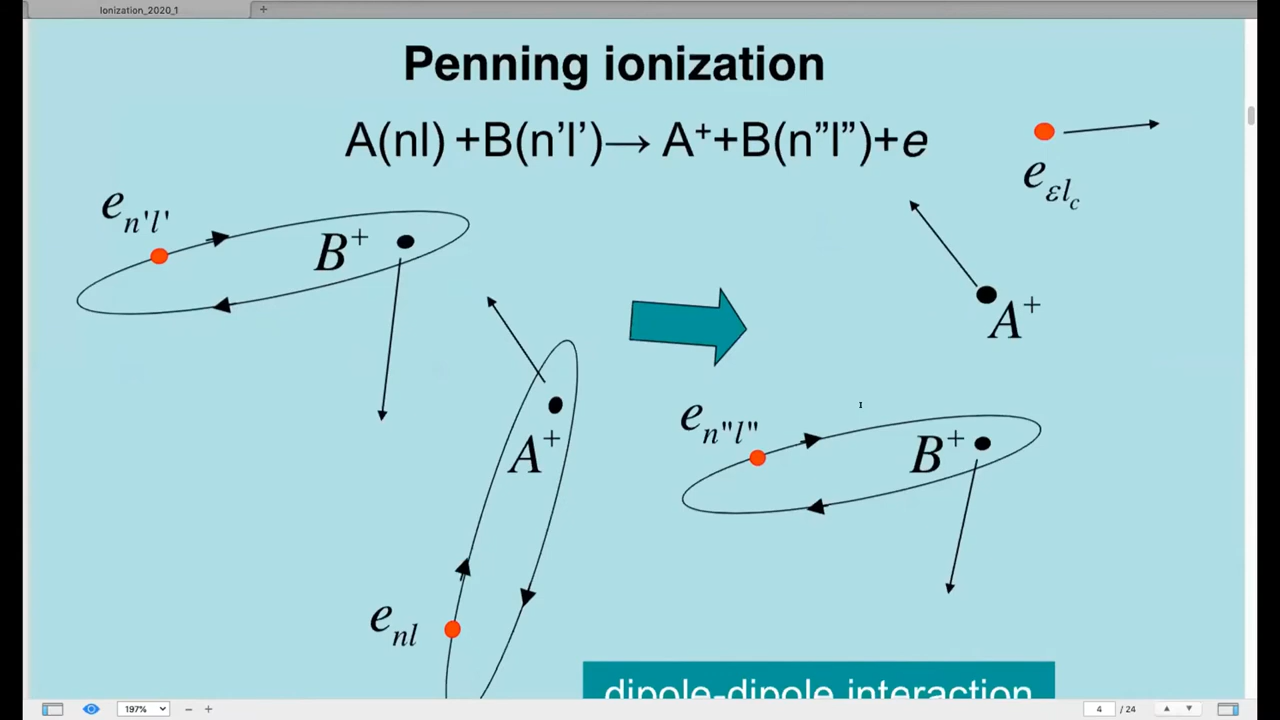 Ionization_2020_1
Penning ionization
A(nl) +B(n’l’)→ A⁺+B(n”l”)+e
e_εl_c
e_n'l'
B⁺
A⁺
A⁺
e_n"l"
B⁺
e_nl
dipole-dipole interaction
197%
4 / 24